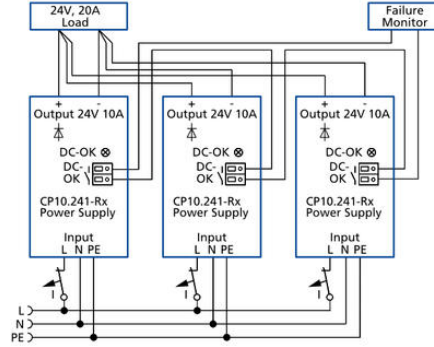 24V, 20A
Load
Failure
Monitor
+ -
Output 24V 10A
DC-OK
DC-
OK
CP10.241-Rx
Power Supply
Input
L N PE
I
+ -
Output 24V 10A
DC-OK
DC-
OK
CP10.241-Rx
Power Supply
Input
L N PE
I
+ -
Output 24V 10A
DC-OK
DC-
OK
CP10.241-Rx
Power Supply
Input
L N PE
I
L
N
PE